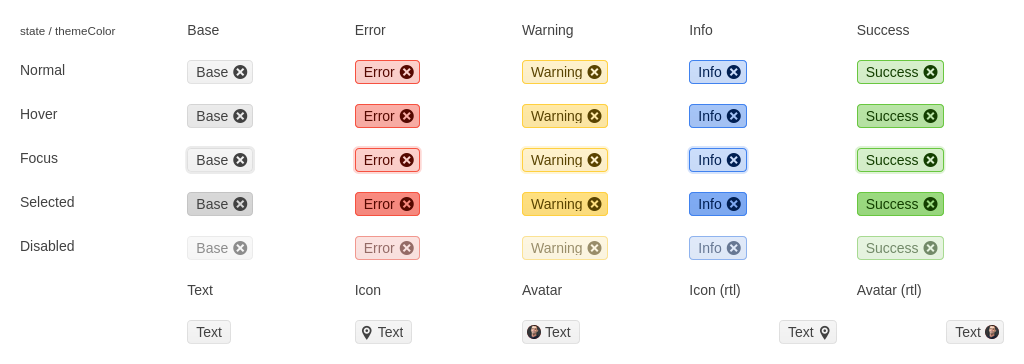 state / themeColor Base Error Warning Info Success
Normal Base Error Warning Info Success
Hover Base Error Warning Info Success
Focus Base Error Warning Info Success
Selected Base Error Warning Info Success
Disabled Base Error Warning Info Success
Text Icon Avatar Icon (rtl) Avatar (rtl)
Text Text Text Text Text